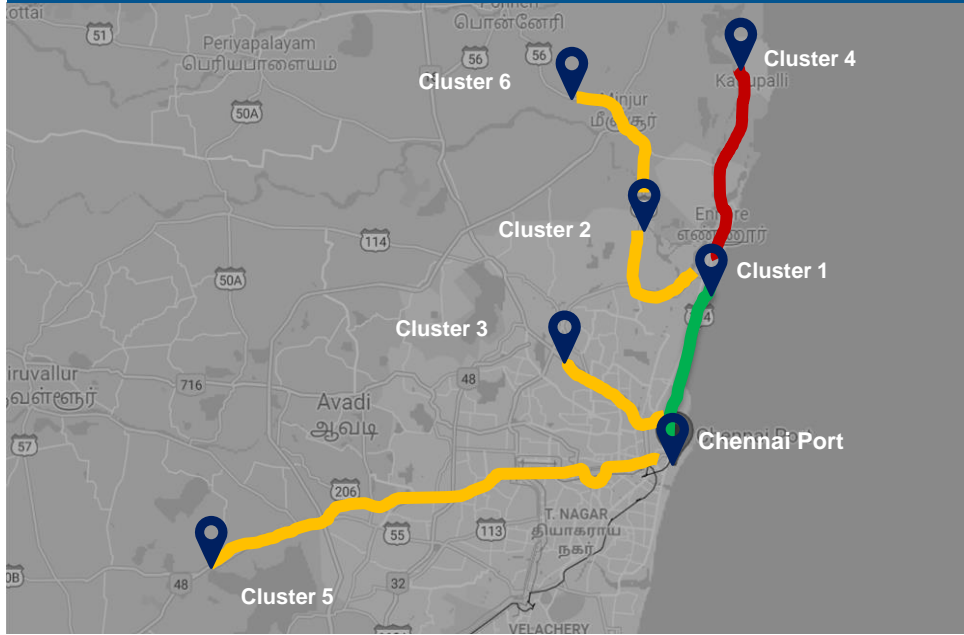 51
Periyapalayam
பெரியபாளையம்
பொன்னேரி
56
56
Cluster 6
Cluster 4
Minjur
மீஞ்சூர்
50A
Cluster 2
114
எண்ணூர்
Cluster 1
50A
Cluster 3
48
716
Avadi
ஆவடி
57
Chennai Port
206
55
113
T. NAGAR
தியாகராய
நகர்
48
Cluster 5
32
VELACHERY